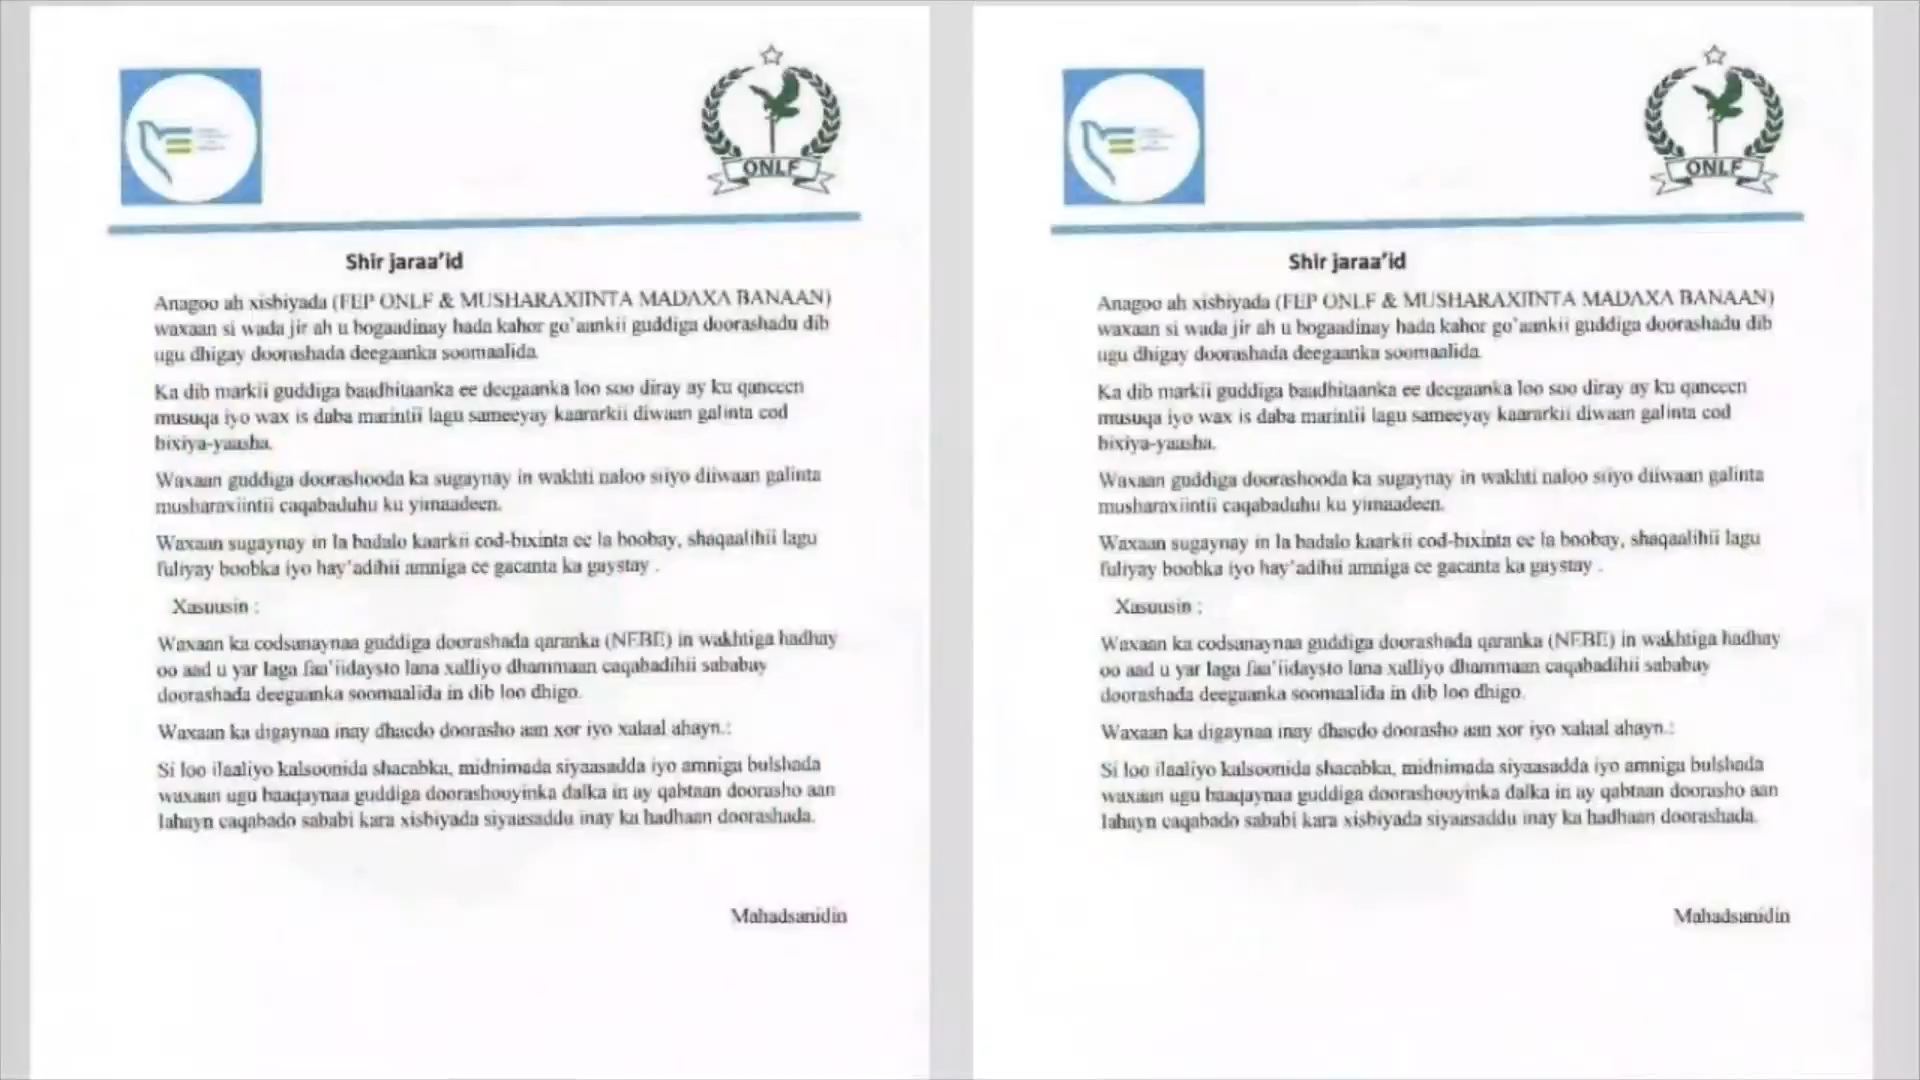 ONLF
Shir jaraa'id
Anagoo ah xisbiyada (FEP ONLF & MUSHARAXIINTA MADAXA BANAAN)
waxaan si wada jir ah u bogaadinay hada kahor go'aankii guddiga doorashadu dib
ugu dhigay doorashada deegaanka soomaalida
Ka dib markii guddiga baadhitaanka ee deegaanka loo soo diray ay ku qanceen
musuqa iyo wax is daba marintii lagu sameeyay kaararkii diwaan galinta cod
bixiya-yaasha.
Waxaan guddiga doorashooda ka sugaynay in wakhti naloo siiyo diiwaan galinta
musharaxiintii caqabaduhu ku yimaadeen.
Waxaan sugaynay in la badalo kaarkii cod-bixinta ee la boobay, shaqaalihii lagu
fuliyay boobka iyo hay'adihii amniga ee gacanta ka gaystay .
Xasuusin :
Waxaan ka codsanaynaa guddiga doorashada qaranka (NEBE) in wakhtiga hadhay
oo aad u yar laga faa'iidaysto lana xalliyo dhammaan caqabadihii sababay
doorashada deegaanka soomaalida in dib loo dhigo.
Waxaan ka digaynaa inay dhacdo doorasho aan xor iyo xalaal ahayn.:
Si loo ilaaliyo kalsoonida shacabka, midnimada siyaasadda iyo amniga bulshada
waxaan ugu baaqaynaa guddiga doorashooyinka dalka in ay qabtaan doorasho aan
lahayn caqabado sababi kara xisbiyada siyaasaddu inay ka hadhaan doorashada.
Mahadsanidin
ONLF
Shir jaraa'id
Anagoo ah xisbiyada (FEP ONLF & MUSHARAXIINTA MADAXA BANAAN)
waxaan si wada jir ah u bogaadinay hada kahor go'aankii guddiga doorashadu dib
ugu dhigay doorashada deegaanka soomaalida
Ka dib markii guddiga baadhitaanka ee deegaanka loo soo diray ay ku qanceen
musuqa iyo wax is daba marintii lagu sameeyay kaararkii diwaan galinta cod
bixiya-yaasha.
Waxaan guddiga doorashooda ka sugaynay in wakhti naloo siiyo diiwaan galinta
musharaxiintii caqabaduhu ku yimaadeen.
Waxaan sugaynay in la badalo kaarkii cod-bixinta ee la boobay, shaqaalihii lagu
fuliyay boobka iyo hay'adihii amniga ee gacanta ka gaystay .
Xasuusin :
Waxaan ka codsanaynaa guddiga doorashada qaranka (NEBE) in wakhtiga hadhay
oo aad u yar laga faa'iidaysto lana xalliyo dhammaan caqabadihii sababay
doorashada deegaanka soomaalida in dib loo dhigo.
Waxaan ka digaynaa inay dhacdo doorasho aan xor iyo xalaal ahayn.:
Si loo ilaaliyo kalsoonida shacabka, midnimada siyaasadda iyo amniga bulshada
waxaan ugu baaqaynaa guddiga doorashooyinka dalka in ay qabtaan doorasho aan
lahayn caqabado sababi kara xisbiyada siyaasaddu inay ka hadhaan doorashada.
Mahadsanidin